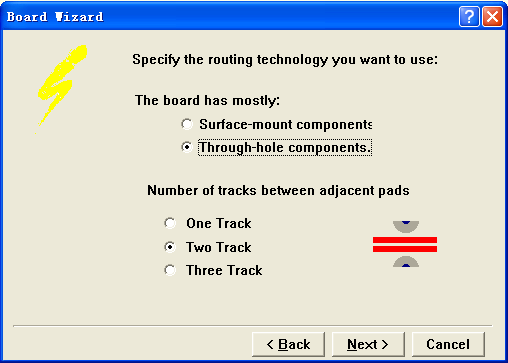 Board Wizard
Specify the routing technology you want to use:
The board has mostly:
Surface-mount components
Through-hole components.
Number of tracks between adjacent pads
One Track
Two Track
Three Track
< Back
Next >
Cancel